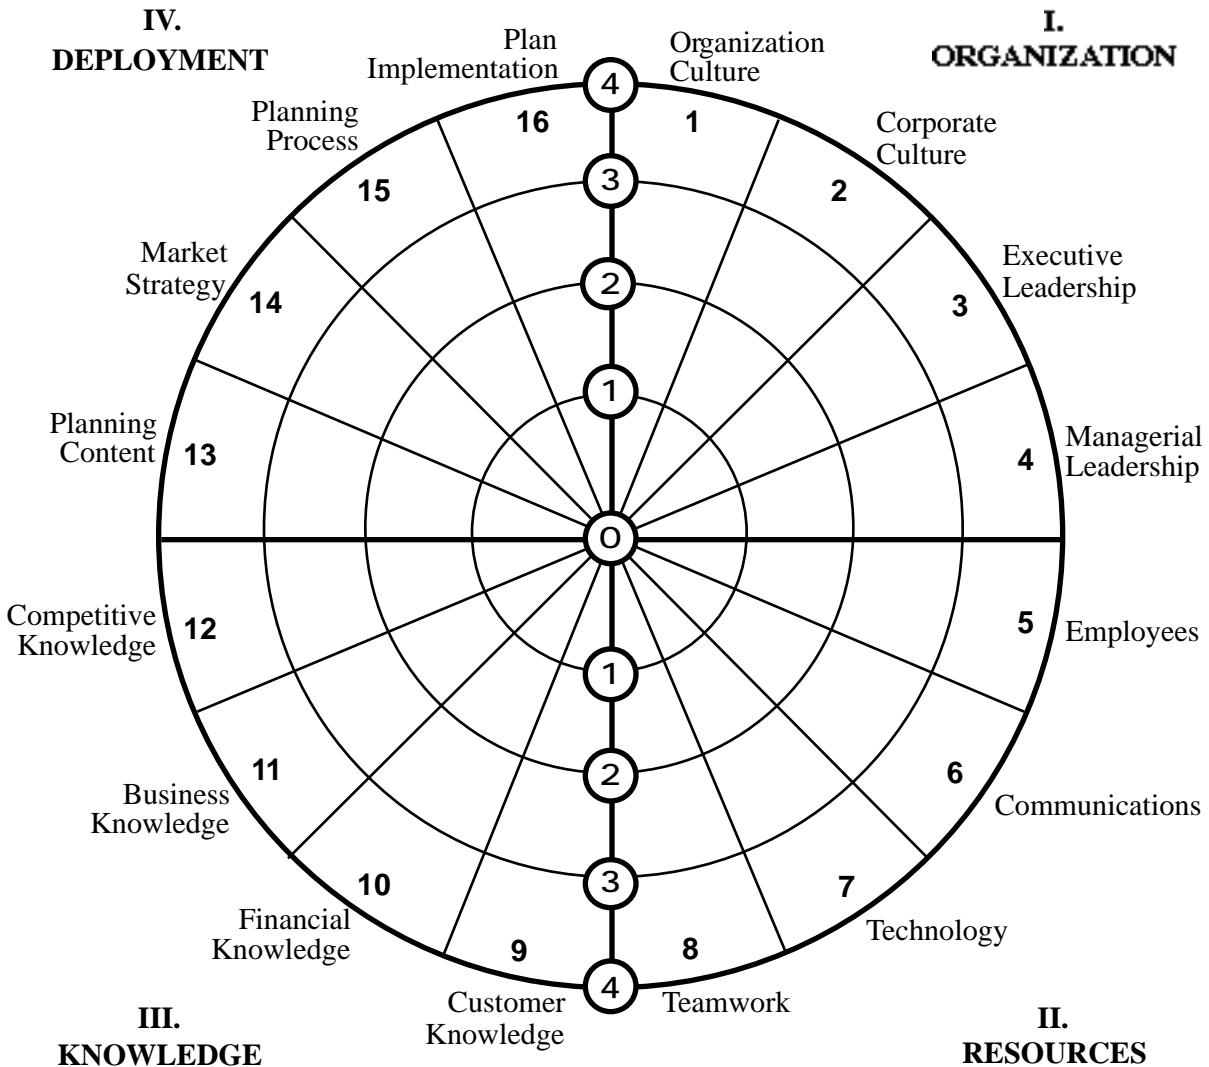 IV.
DEPLOYMENT
I.
ORGANIZATION
Plan
Implementation
Organization
Culture
4
16
1
Planning
Process
Corporate
Culture
15
3
2
Market
Strategy
Executive
Leadership
14
2
3
1
Planning
Content
13
4
Managerial
Leadership
0
Competitive
Knowledge
12
5
Employees
1
11
2
6
Business
Knowledge
Communications
10
3
7
Financial
Knowledge
Technology
9
8
4
Customer
Knowledge
Teamwork
III.
KNOWLEDGE
II.
RESOURCES